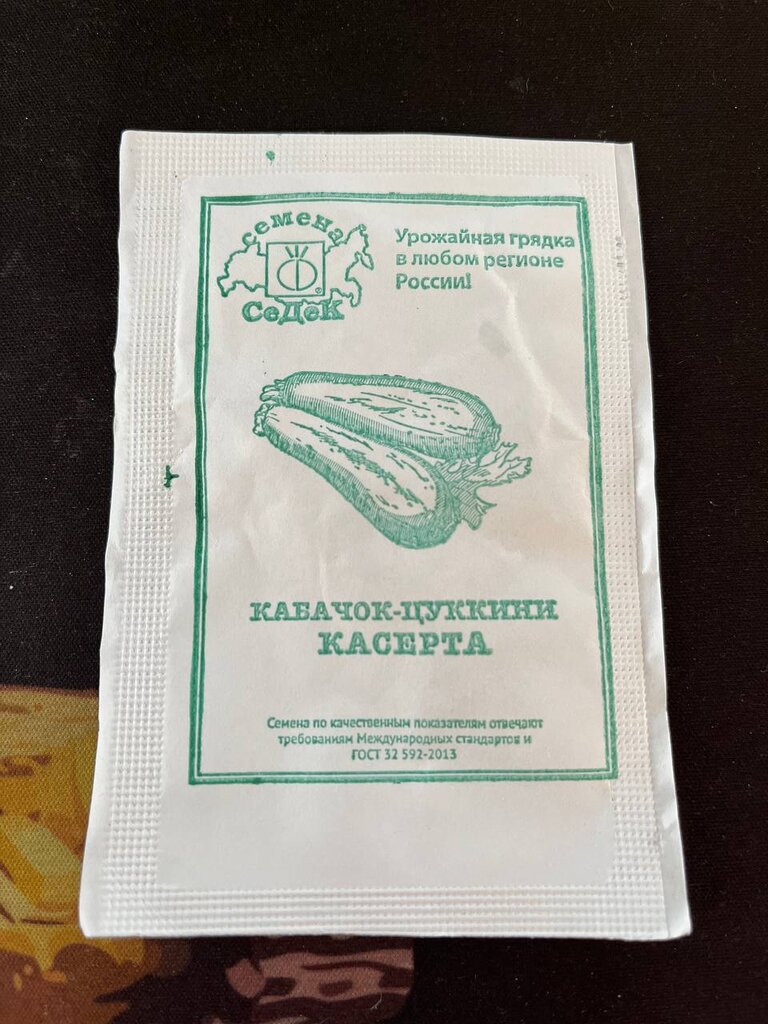 семена
СеДеК
Урожайная грядка
в любом регионе
России!
КАБАЧОК-ЦУККИНИ
КАСЕРТА
Семена по качественным показателям отвечают
требованиям Международных стандартов и
ГОСТ 32 592-2013